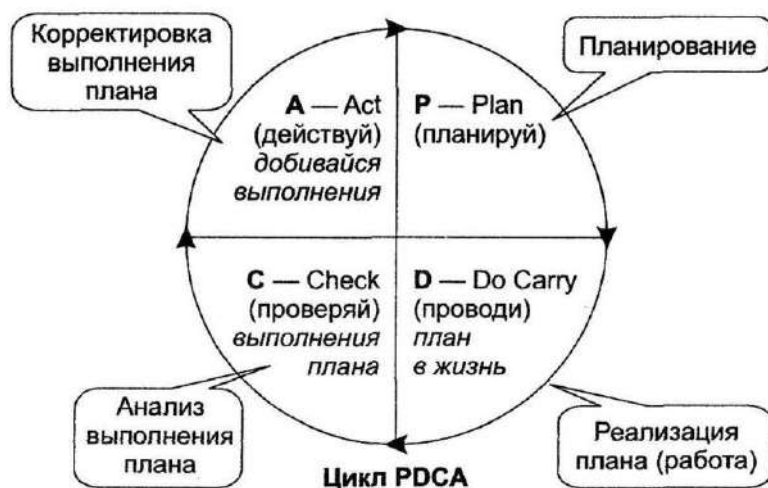 Корректировка
выполнения
плана
Планирование
A — Act
(действуй)
добивайся
выполнения
P — Plan
(планируй)
C — Check
(проверяй)
выполнения
плана
D — Do Carry
(проводи)
план
в жизнь
Анализ
выполнения
плана
Реализация
плана (работа)
Цикл PDCA